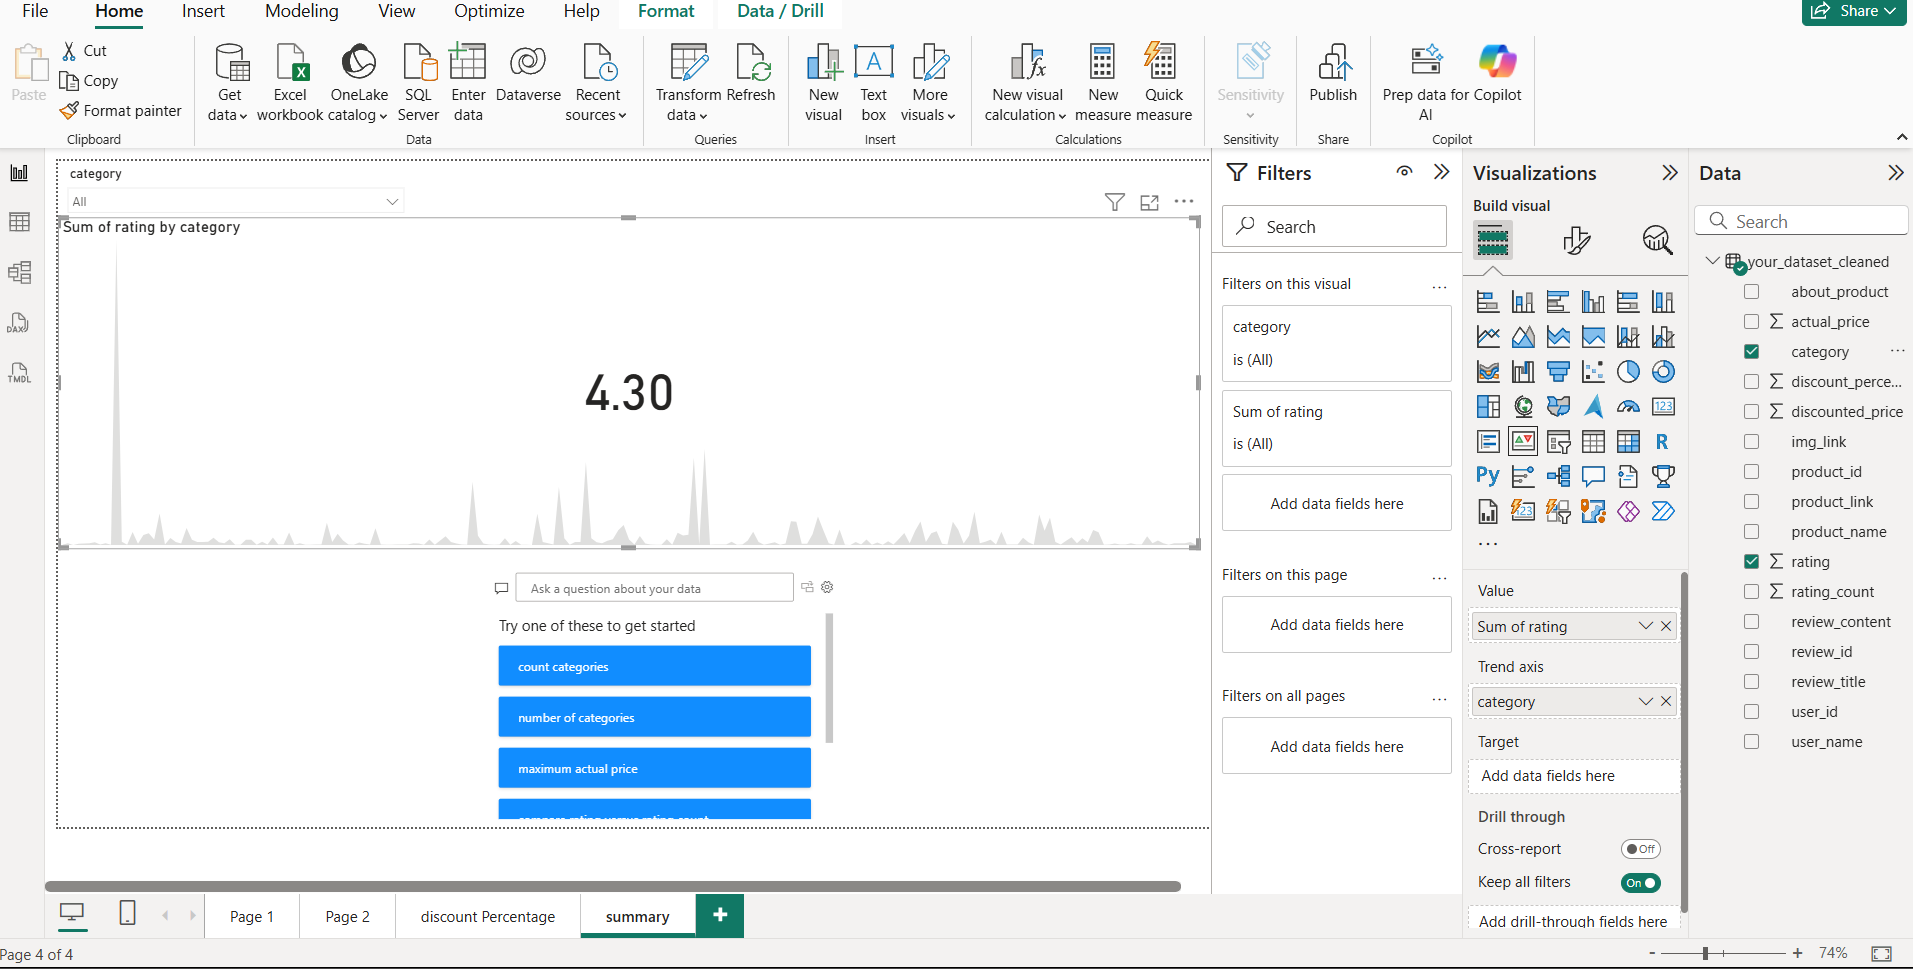 File Home Insert Modeling View Optimize Help Format Data / Drill Share
Paste
Cut
Copy
Format painter
Clipboard
Get data
Excel workbook
OneLake catalog
SQL Server
Enter data
Dataverse
Recent sources
Data
Transform data
Refresh
Queries
New visual
Text box
More visuals
Insert
New visual calculation
New measure
Quick measure
Calculations
Sensitivity
Sensitivity
Publish
Share
Prep data for AI
Copilot
Copilot
DAX
TMDL
category
All
Sum of rating by category
4.30
Ask a question about your data
Try one of these to get started
count categories
number of categories
maximum actual price
Filters
Search
Filters on this visual
category
is (All)
Sum of rating
is (All)
Add data fields here
Filters on this page
Add data fields here
Filters on all pages
Add data fields here
Visualizations
Build visual
123
R
Py
123
Value
Sum of rating
Trend axis
category
Target
Add data fields here
Drill through
Cross-report
Off
Keep all filters
On
Add drill-through fields here
Data
Search
your_dataset_cleaned
about_product
actual_price
category
discount_perce...
discounted_price
img_link
product_id
product_link
product_name
rating
rating_count
review_content
review_id
review_title
user_id
user_name
Page 1 Page 2 discount Percentage summary +
Page 4 of 4
- + 74%